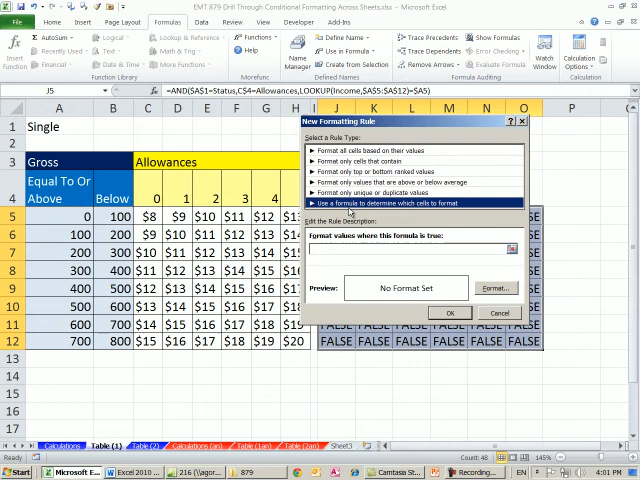 EMT 879 Drill Through Conditional Formatting Across Sheets.xlsx - Microsoft Excel
File Home Insert Page Layout Formulas Data Review View Developer Add-Ins
Insert Function
AutoSum
Recently Used
Financial
Logical
Text
Date & Time
Lookup & Reference
Math & Trig
More Functions
Function Library
Functions
Help
Morefunc
Name Manager
Define Name
Use in Formula
Create from Selection
Defined Names
Trace Precedents
Trace Dependents
Remove Arrows
Show Formulas
Error Checking
Evaluate Formula
Formula Auditing
Watch Window
Calculation Options
Calculation
J5 =AND($A$1=Status,C$4=Allowances,LOOKUP(Income,$A$5:$A$12)=$A5)
A B C D E F G H I J K L M N O P Q
1 Single
2
3 Gross Allowances
4 Equal To Or Above Below 0 1 2 3 4
5 0 100 $8 $9 $10 $11 $12 $13
6 100 200 $9 $10 $11 $12 $13 $14
7 200 300 $10 $11 $12 $13 $14 $15
8 300 400 $11 $12 $13 $14 $15 $16
9 400 500 $12 $13 $14 $15 $16 $17
10 500 600 $13 $14 $15 $16 $17 $18
11 600 700 $14 $15 $16 $17 $18 $19 FALSE FALSE FALSE FALSE FALSE FALSE
12 700 800 $15 $16 $17 $18 $19 $20 FALSE FALSE FALSE FALSE FALSE FALSE
13
14
15
16
17
New Formatting Rule
Select a Rule Type:
► Format all cells based on their values
► Format only cells that contain
► Format only top or bottom ranked values
► Format only values that are above or below average
► Format only unique or duplicate values
► Use a formula to determine which cells to format
Edit the Rule Description:
Format values where this formula is true:
Preview: No Format Set Format...
OK Cancel
Calculations Table (1) Table (2) Calculations (an) Table (1an) Table (2an) Sheet3
Ready Count: 48 145%
Start Microsoft E... Excel 2010 ... 216 (\\agor... 879 Camtasia St... Recording... EN 4:01 PM